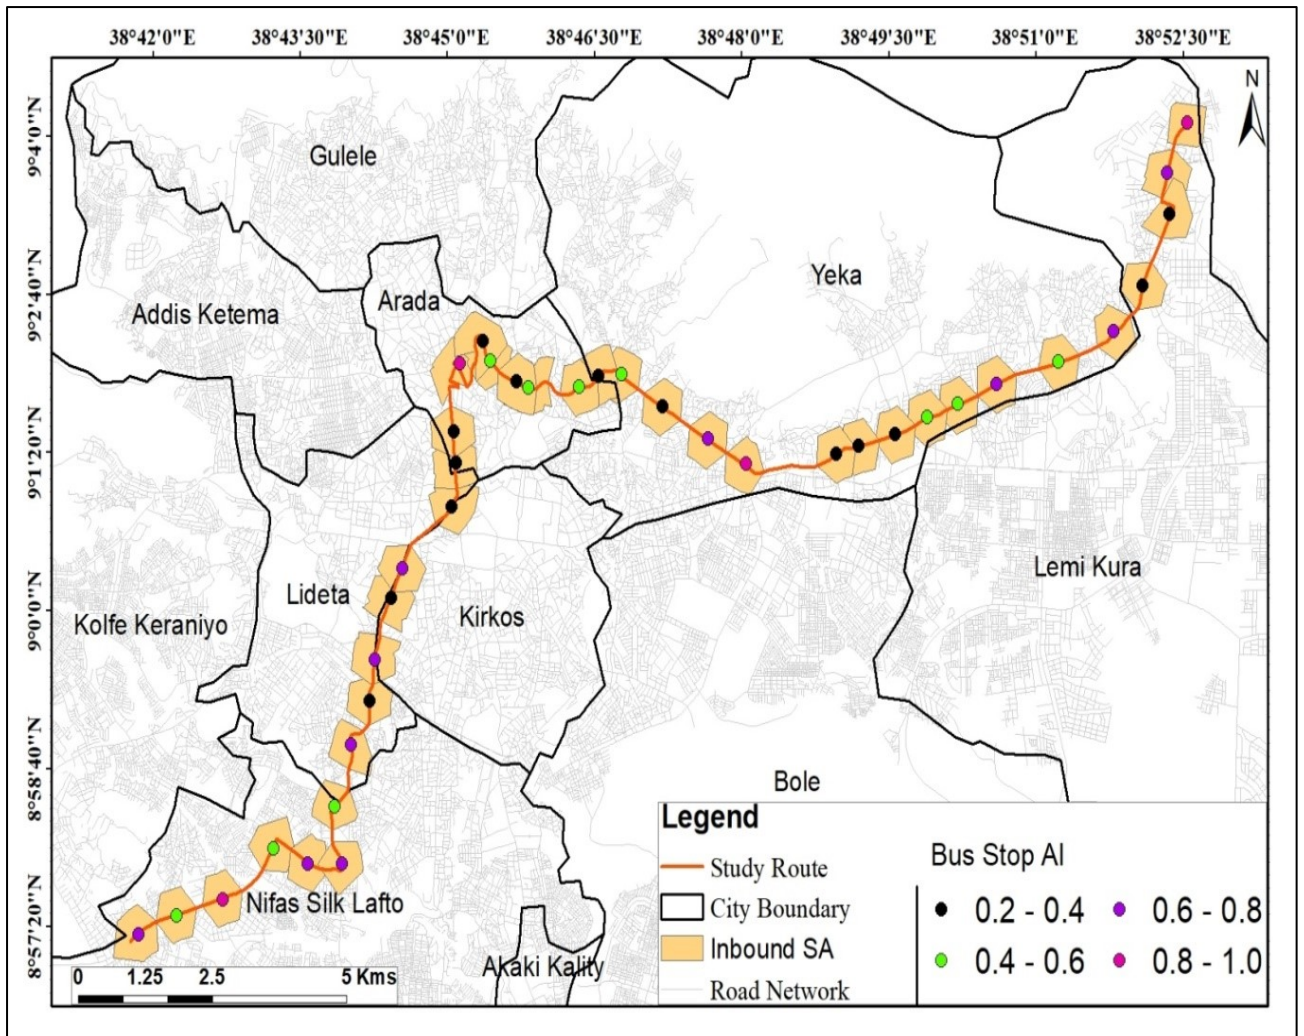 38°42'0"E 38°43'30"E 38°45'0"E 38°46'30"E 38°48'0"E 38°49'30"E 38°51'0"E 38°52'30"E
N
9°4'0"N
Gulele
Yeka
9°2'40"N
Arada
Addis Ketema
9°1'20"N
Lemi Kura
Lideta
9°0'0"N
Kirkos
Kolfe Keraniyo
8°58'40"N
Bole
Nifas Silk Lafto
8°57'20"N
Akaki Kality
0 1.25 2.5 5 Kms
Legend
Study Route
City Boundary
Inbound SA
Road Network
Bus Stop AI
0.2 - 0.4
0.6 - 0.8
0.4 - 0.6
0.8 - 1.0